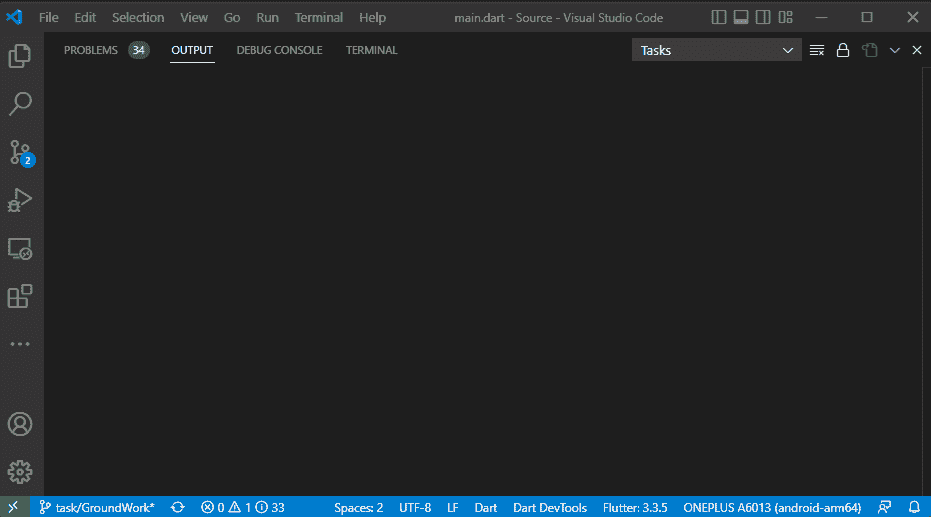 File Edit Selection View Go Run Terminal Help main.dart - Source - Visual Studio Code
PROBLEMS 34 OUTPUT DEBUG CONSOLE TERMINAL Tasks
2
task/GroundWork* 0 1 33 Spaces: 2 UTF-8 LF Dart Dart DevTools Flutter: 3.3.5 ONEPLUS A6013 (android-arm64)